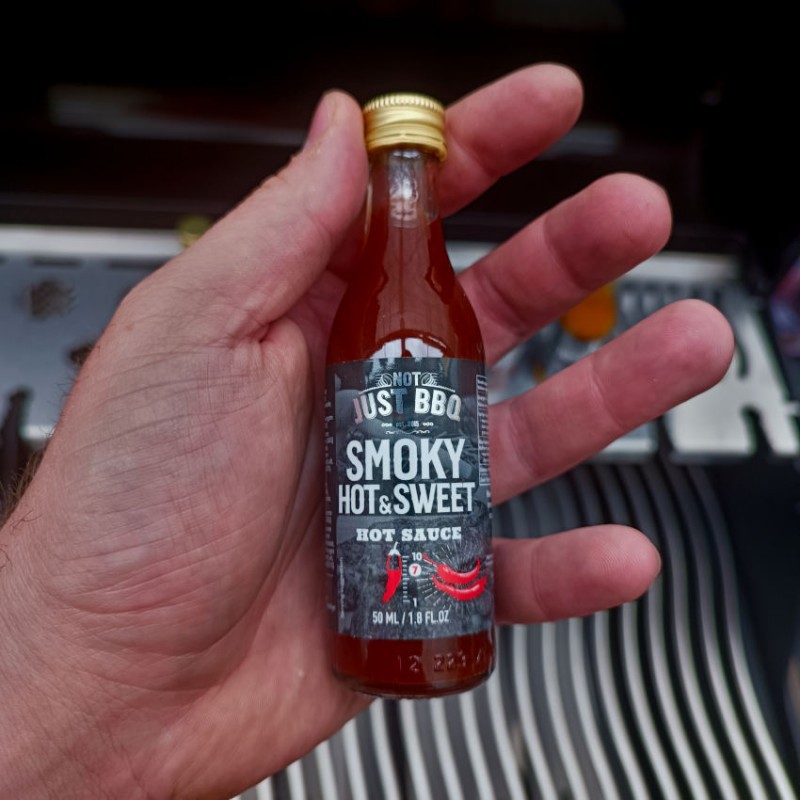 NOT
JUST BBQ
SMOKY
HOT & SWEET
HOT SAUCE
10
7
1
50 ML / 1.8 FL.OZ